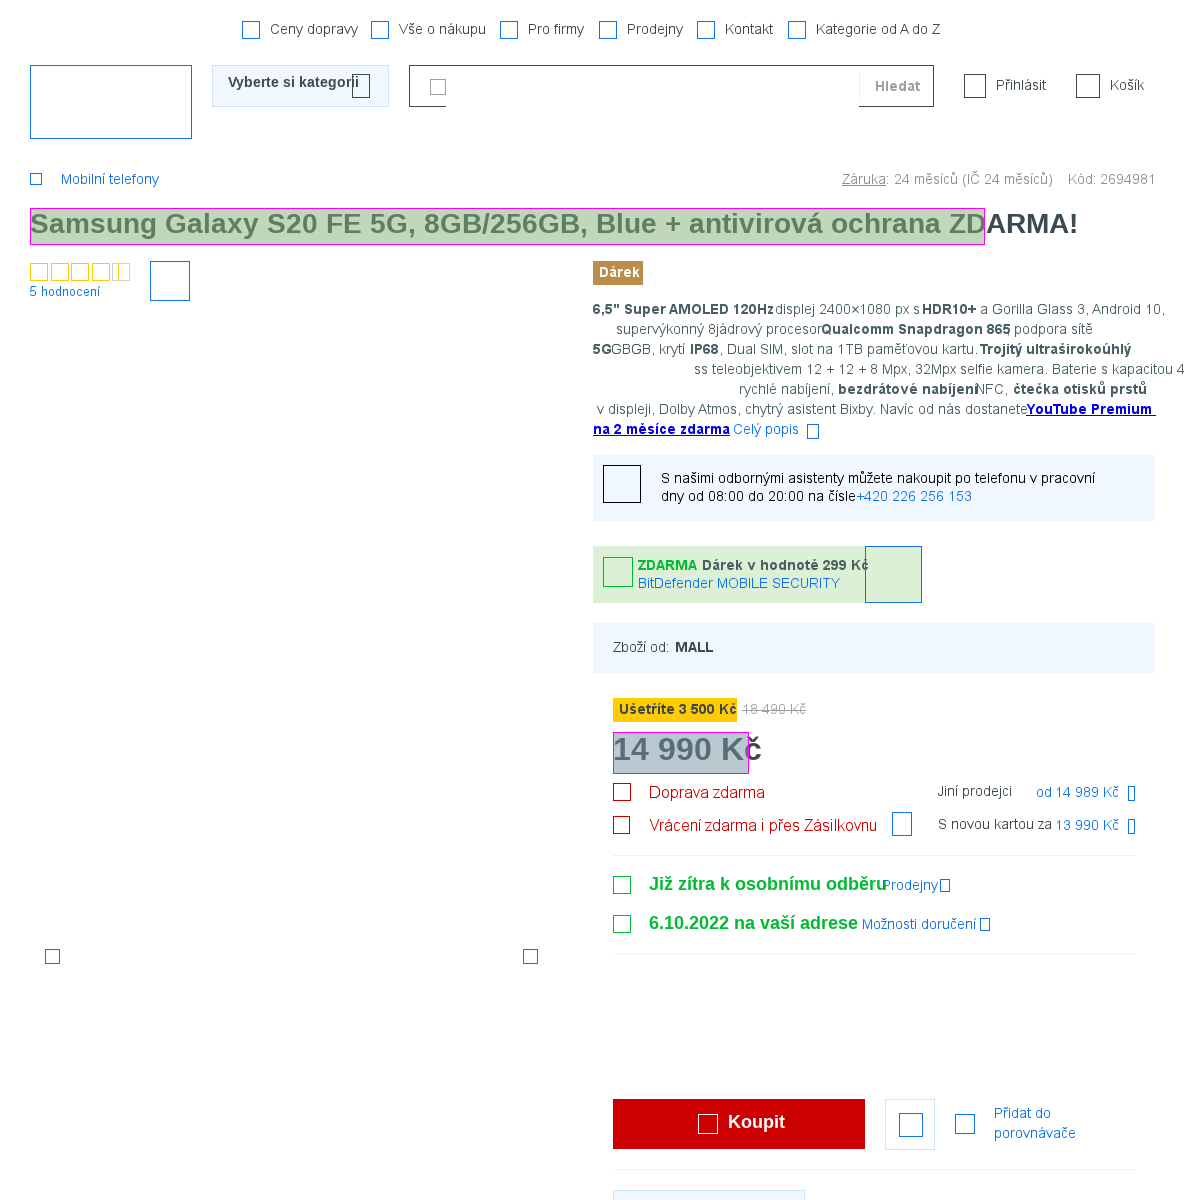 Ceny dopravy Vše o nákupu Pro firmy Prodejny Kontakt Kategorie od A do Z
Vyberte si kategorii Hledat Přihlásit Košík
Mobilní telefony Záruka: 24 měsíců (IČ 24 měsíců) Kód: 2694981
Samsung Galaxy S20 FE 5G, 8GB/256GB, Blue + antivirová ochrana ZDARMA!
5 hodnocení
Dárek
6,5" Super AMOLED 120Hz displej 2400×1080 px s HDR10+ a Gorilla Glass 3, Android 10,
supervýkonný 8jádrový procesor Qualcomm Snapdragon 865 podpora sítě
5G GBGB, krytí IP68, Dual SIM, slot na 1TB paměťovou kartu. Trojitý ultraširokoúhlý
ss teleobjektivem 12 + 12 + 8 Mpx, 32Mpx selfie kamera. Baterie s kapacitou 4
rychlé nabíjení, bezdrátové nabíjení NFC, čtečka otisků prstů
v displeji, Dolby Atmos, chytrý asistent Bixby. Navíc od nás dostanete YouTube Premium
na 2 měsíce zdarma Celý popis
S našimi odbornými asistenty můžete nakoupit po telefonu v pracovní
dny od 08:00 do 20:00 na čísle +420 226 256 153
ZDARMA Dárek v hodnotě 299 Kč
BitDefender MOBILE SECURITY
Zboží od: MALL
Ušetříte 3 500 Kč 18 490 Kč
14 990 Kč
Doprava zdarma Jiní prodejci od 14 989 Kč
Vrácení zdarma i přes Zásilkovnu S novou kartou za 13 990 Kč
Již zítra k osobnímu odběru Prodejny
6.10.2022 na vaší adrese Možnosti doručení
Koupit
Přidat do
porovnávače